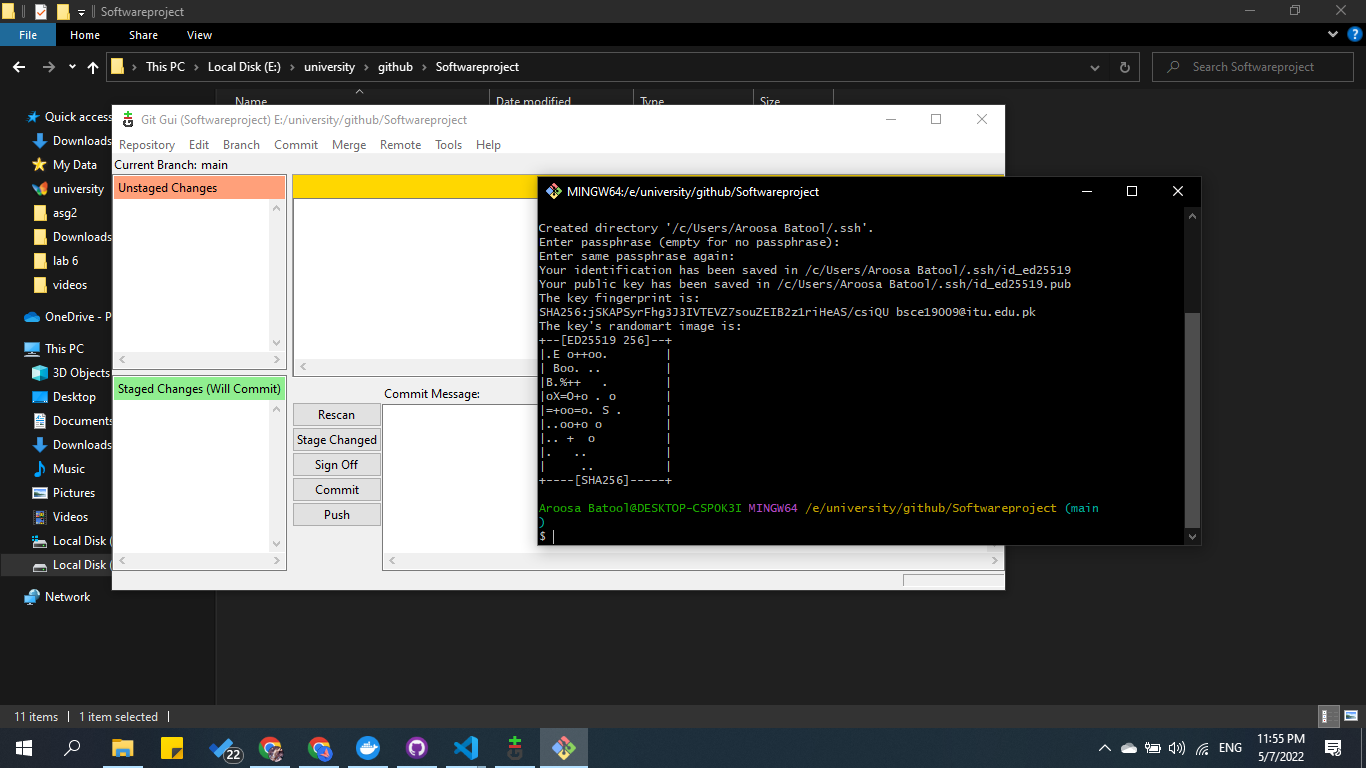 Softwareproject
File Home Share View
This PC Local Disk (E:) university github Softwareproject
Search Softwareproject
Name Date modified Type Size
Quick access
Downloads
My Data
university
asg2
Downloads
lab 6
videos
OneDrive - P
This PC
3D Objects
Desktop
Documents
Downloads
Music
Pictures
Videos
Local Disk (
Local Disk (
Network
Git Gui (Softwareproject) E:/university/github/Softwareproject
Repository Edit Branch Commit Merge Remote Tools Help
Current Branch: main
Unstaged Changes
Staged Changes (Will Commit)
Commit Message:
Rescan
Stage Changed
Sign Off
Commit
Push
MINGW64:/e/university/github/Softwareproject
Created directory '/c/Users/Aroosa Batool/.ssh'.
Enter passphrase (empty for no passphrase):
Enter same passphrase again:
Your identification has been saved in /c/Users/Aroosa Batool/.ssh/id_ed25519
Your public key has been saved in /c/Users/Aroosa Batool/.ssh/id_ed25519.pub
The key fingerprint is:
SHA256:jSKAPSyrFhg3J3IVTEVZ7souZEIB2z1riHeAS/csiQU bsce19009@itu.edu.pk
The key's randomart image is:
+--[ED25519 256]--+
|.E o++oo.        |
| Boo. ..         |
|B.%++   .        |
|oX=O+o . o       |
|=+oo=o. S .      |
|..oo+o o         |
|.. +  o          |
|.   ..           |
|     ..          |
+----[SHA256]-----+
Aroosa Batool@DESKTOP-CSPOK3I MINGW64 /e/university/github/Softwareproject (main
)
$
11 items 1 item selected
22
ENG
11:55 PM
5/7/2022